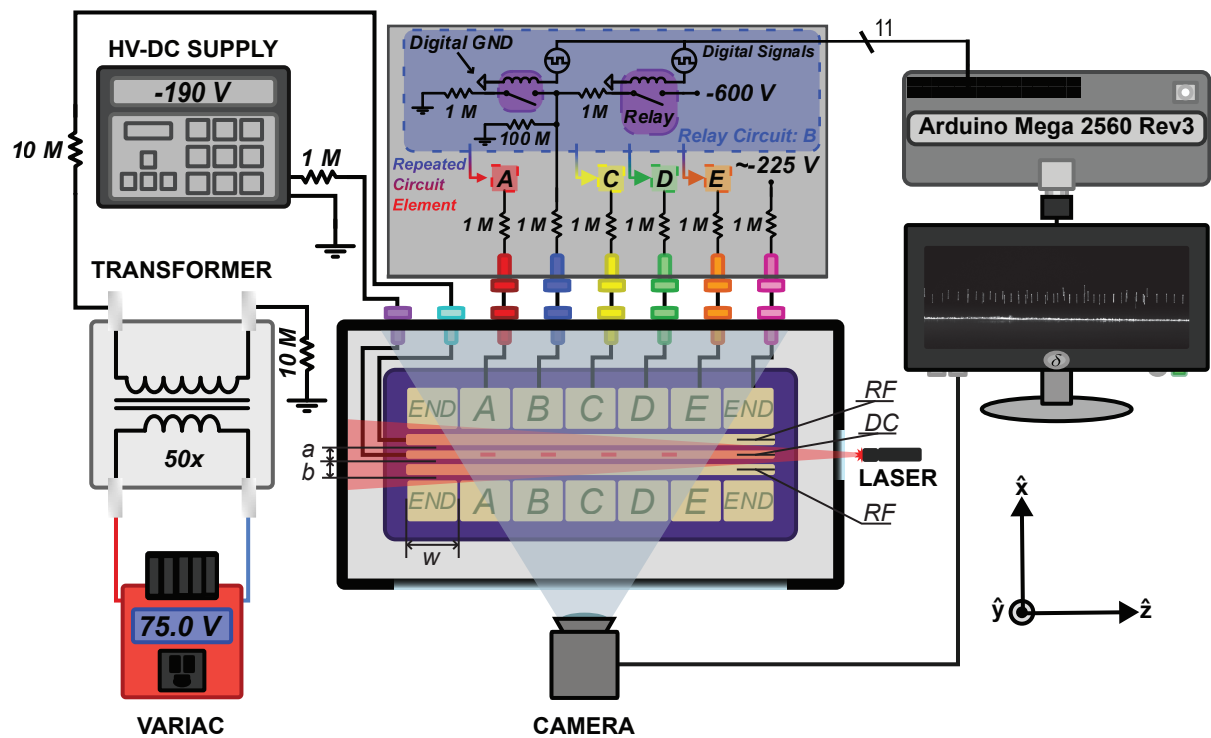 HV-DC SUPPLY
-190 V
10 M
1 M
TRANSFORMER
10 M
50x
75.0 V
VARIAC
Digital GND
Digital Signals
1 M
1M
-600 V
Relay
100 M
Relay Circuit: B
Repeated
Circuit
Element
A
C
D
E
~-225 V
1 M
1 M
1 M
1 M
1 M
1 M
11
Arduino Mega 2560 Rev3
δ
END
A
B
C
D
E
END
RF
DC
RF
a
b
LASER
END
A
B
C
D
E
END
w
CAMERA
x̂
ŷ
ẑ